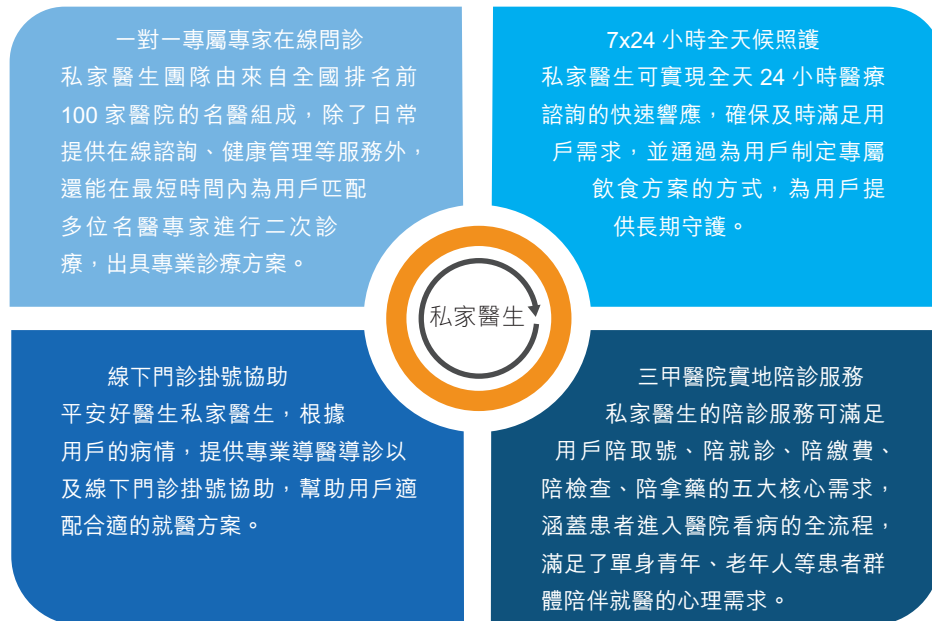 一對一專屬專家在線問診
私家醫生團隊由來自全國排名前
100 家醫院的名醫組成，除了日常
提供在線諮詢、健康管理等服務外，
還能在最短時間內為用戶匹配
多位名醫專家進行二次診
療，出具專業診療方案。
7x24 小時全天候照護
私家醫生可實現全天 24 小時醫療
諮詢的快速響應，確保及時滿足用
戶需求，並通過為用戶制定專屬
飲食方案的方式，為用戶提
供長期守護。
私家醫生
線下門診掛號協助
平安好醫生私家醫生，根據
用戶的病情，提供專業導醫導診以
及線下門診掛號協助，幫助用戶適
配合適的就醫方案。
三甲醫院實地陪診服務
私家醫生的陪診服務可滿足
用戶陪取號、陪就診、陪繳費、
陪檢查、陪拿藥的五大核心需求，
涵蓋患者進入醫院看病的全流程，
滿足了單身青年、老年人等患者群
體陪伴就醫的心理需求。